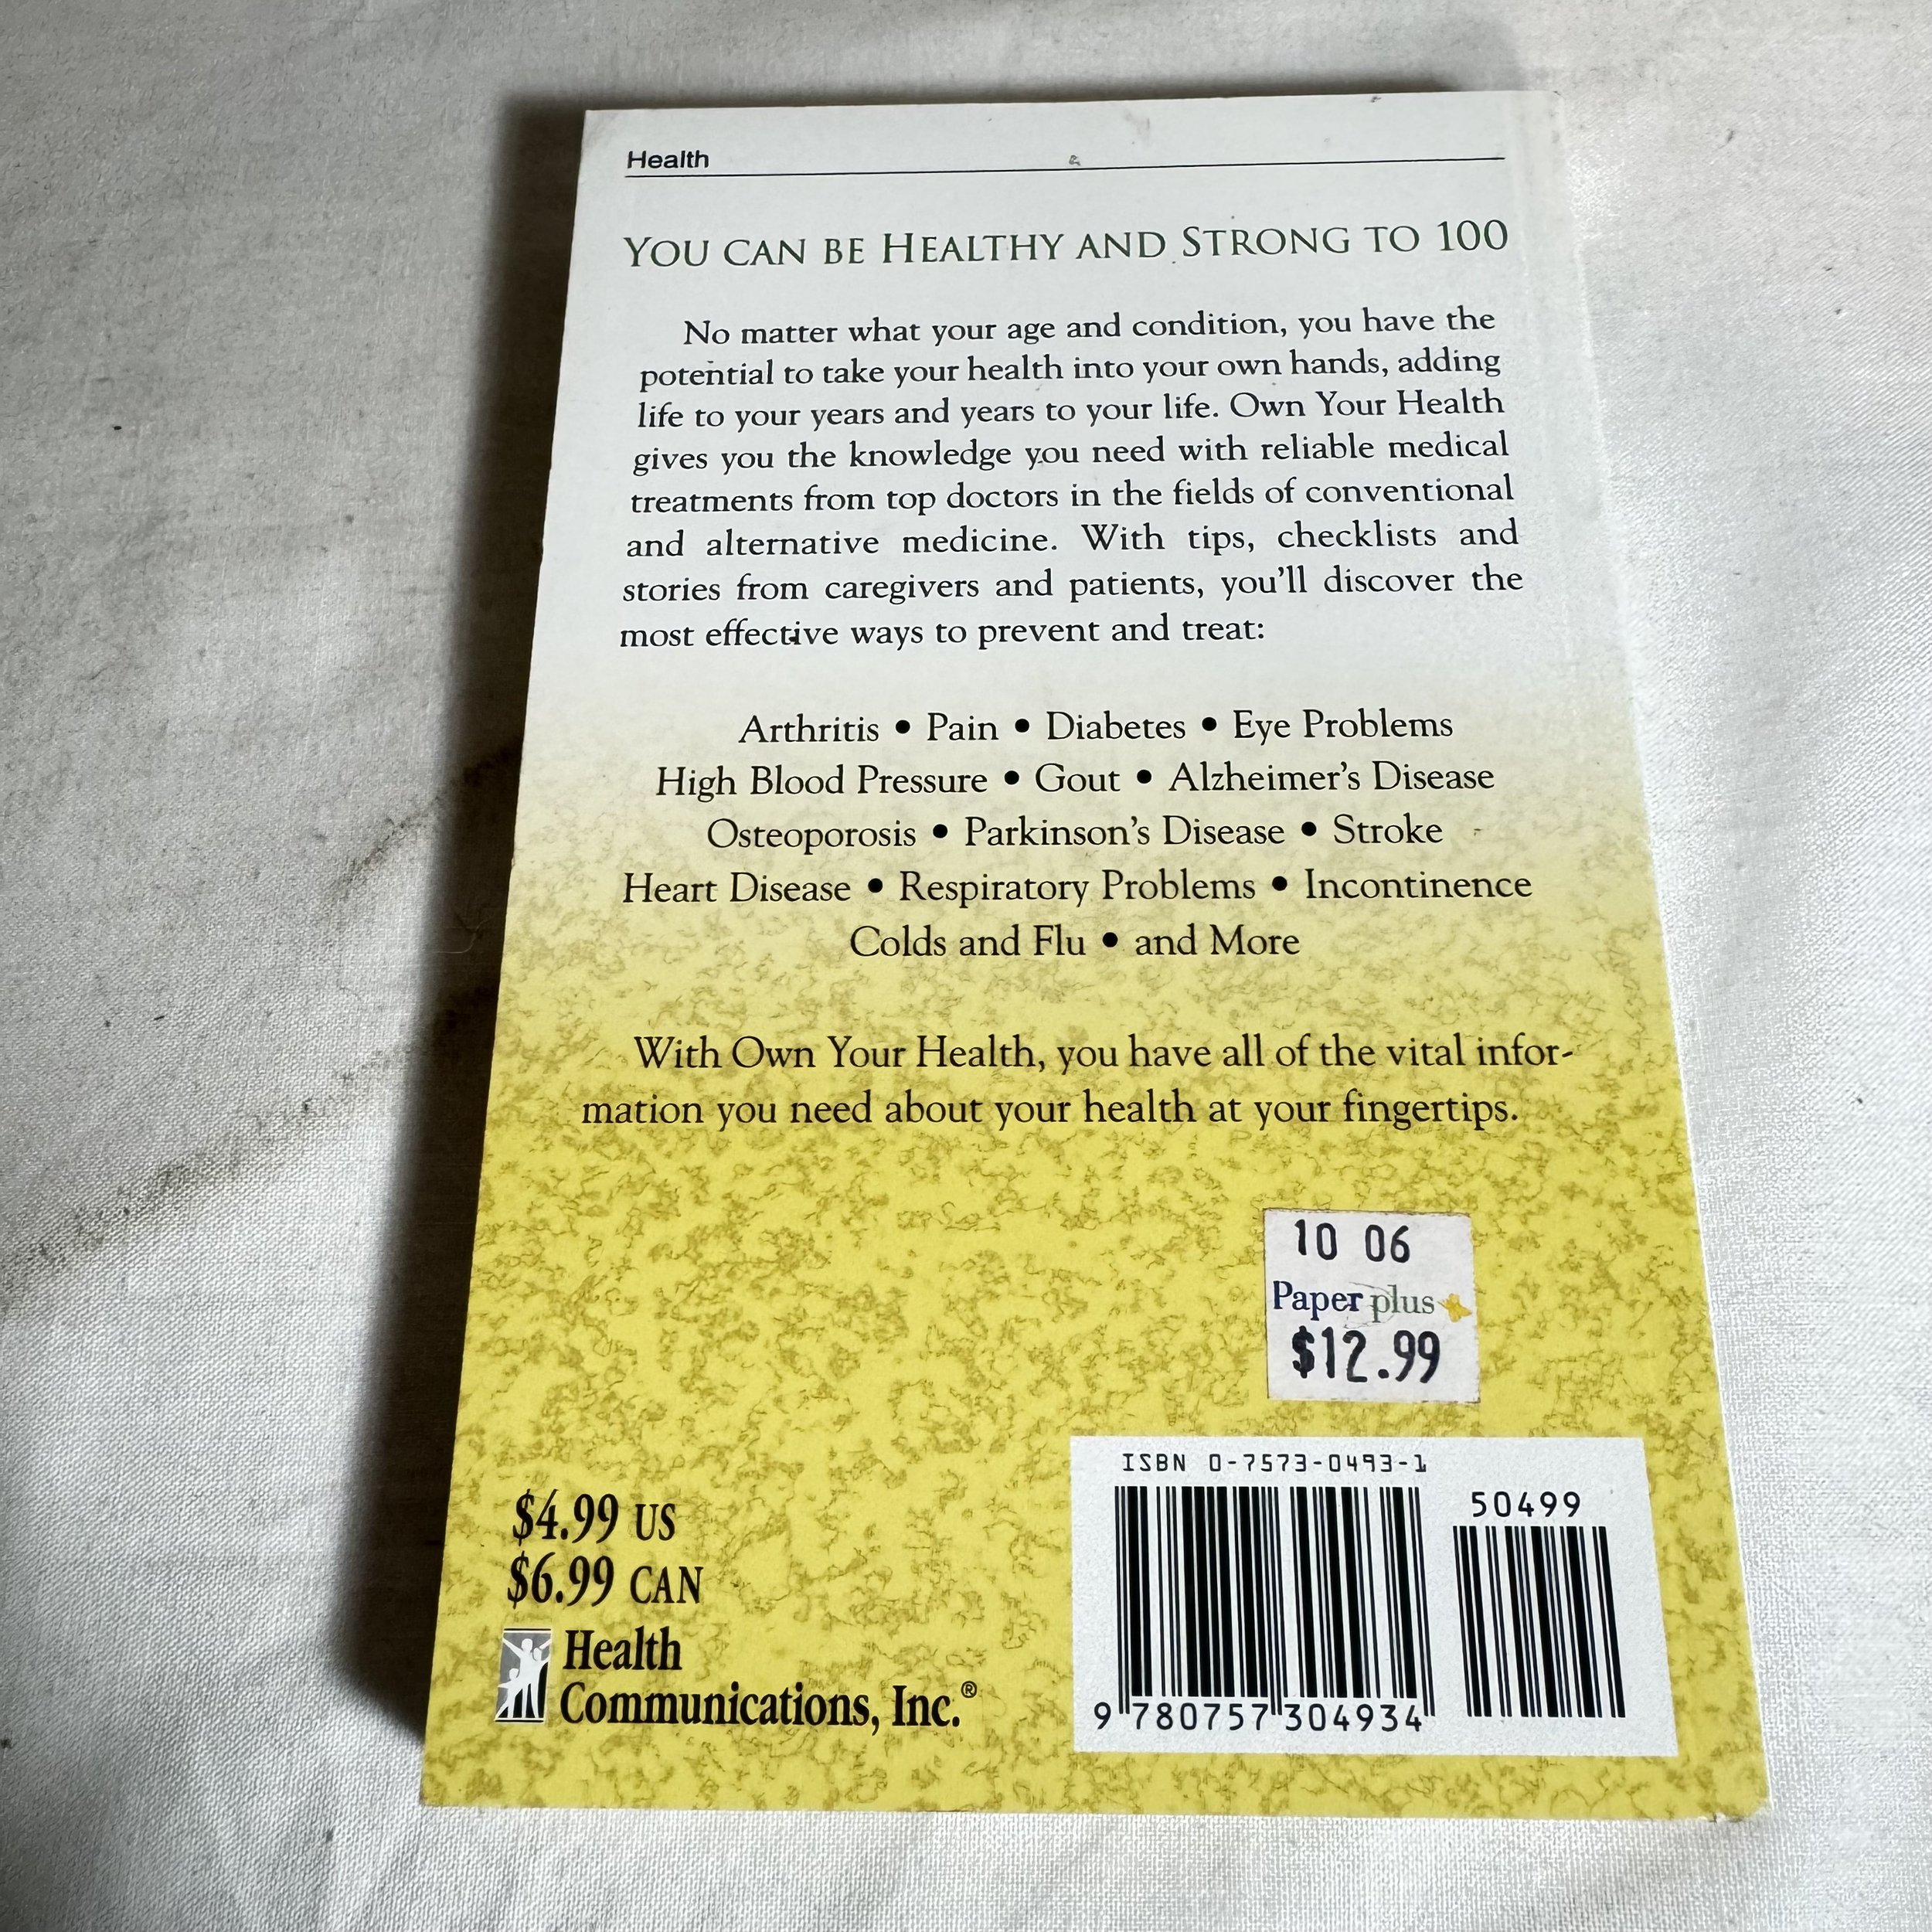 Health
YOU CAN BE HEALTHY AND STRONG TO 100
No matter what your age and condition, you have the
potential to take your health into your own hands, adding
life to your years and years to your life. Own Your Health
gives you the knowledge you need with reliable medical
treatments from top doctors in the fields of conventional
and alternative medicine. With tips, checklists and
stories from caregivers and patients, you'll discover the
most effective ways to prevent and treat:
Arthritis • Pain • Diabetes • Eye Problems
High Blood Pressure • Gout • Alzheimer's Disease
Osteoporosis • Parkinson's Disease • Stroke
Heart Disease • Respiratory Problems • Incontinence
Colds and Flu • and More
With Own Your Health, you have all of the vital infor-
mation you need about your health at your fingertips.
10 06
Paper plus
$12.99
$4.99 US
$6.99 CAN
Health
Communications, Inc.®
ISBN 0-7573-0493-1
50499
9 780757 304934